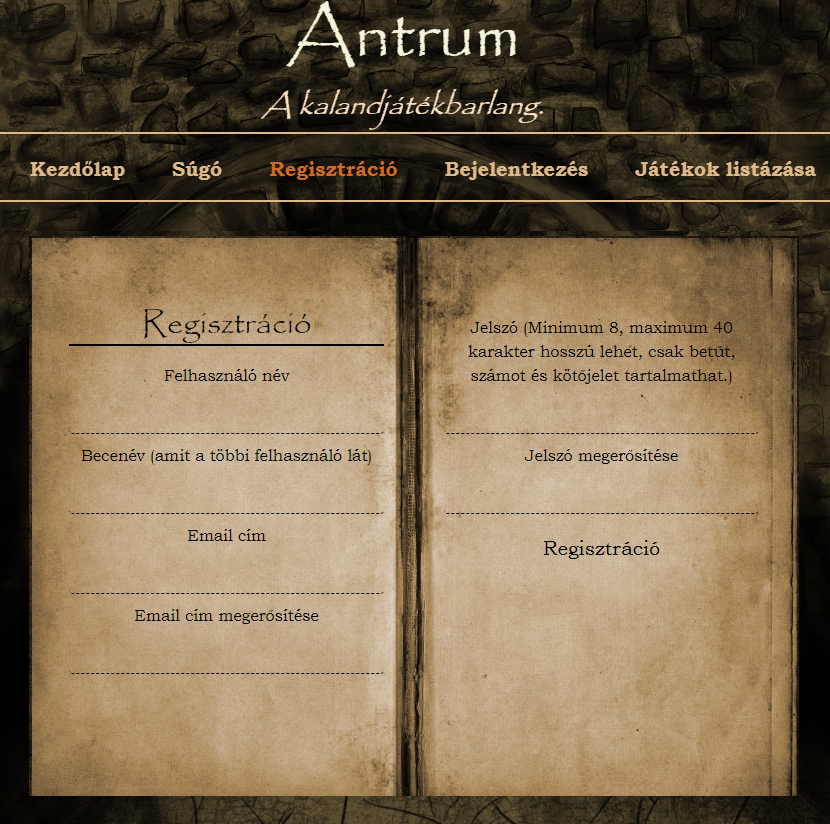 Antrum
A kalandjátékbarlang.
Kezdőlap Súgó Regisztráció Bejelentkezés Játékok listázása
Regisztráció
Felhasználó név
Becenév (amit a többi felhasználó lát)
Email cím
Email cím megerősítése
Jelszó (Minimum 8, maximum 40
karakter hosszú lehet, csak betűt,
számot és kötőjelet tartalmathat.)
Jelszó megerősítése
Regisztráció